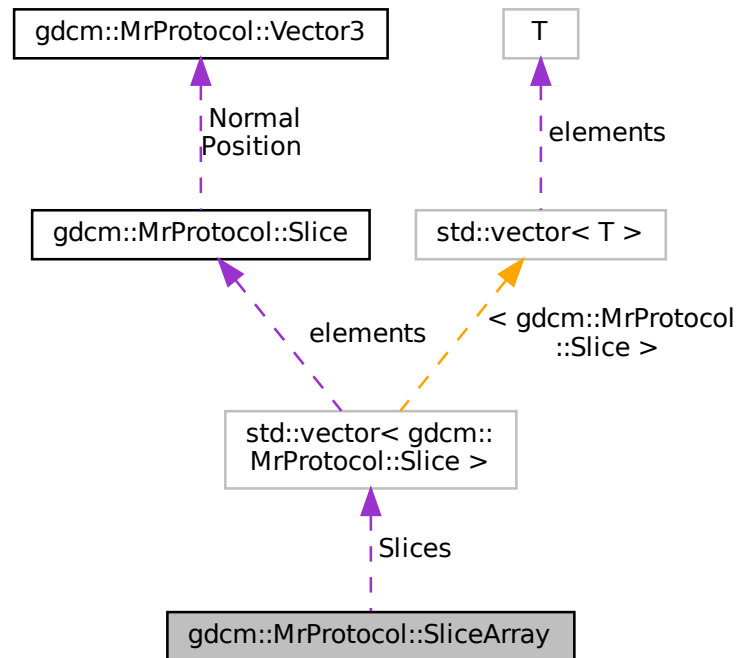 gdcm::MrProtocol::Vector3
T
Normal
Position
elements
gdcm::MrProtocol::Slice
std::vector< T >
elements
< gdcm::MrProtocol
::Slice >
std::vector< gdcm::
MrProtocol::Slice >
Slices
gdcm::MrProtocol::SliceArray